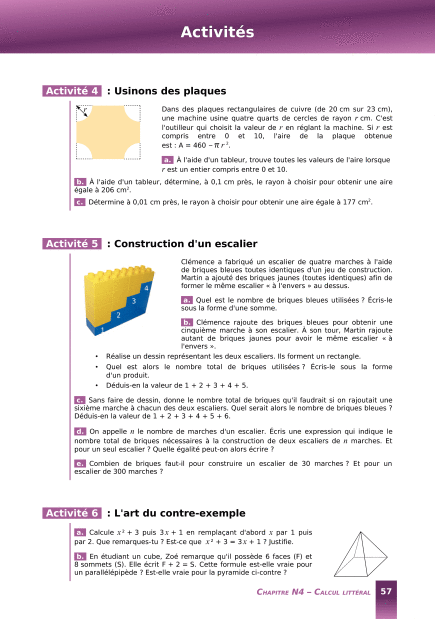 Activités
Activité 4 : Usinons des plaques
r
Dans des plaques rectangulaires de cuivre (de 20 cm sur 23 cm),
une machine usine quatre quarts de cercles de rayon r cm. C'est
l'outilleur qui choisit la valeur de r en réglant la machine. Si r est
compris entre 0 et 10, l'aire de la plaque obtenue
est : A = 460 – π r².
a. À l'aide d'un tableur, trouve toutes les valeurs de l'aire lorsque
r est un entier compris entre 0 et 10.
b. À l'aide d'un tableur, détermine, à 0,1 cm près, le rayon à choisir pour obtenir une aire
égale à 206 cm².
c. Détermine à 0,01 cm près, le rayon à choisir pour obtenir une aire égale à 177 cm².
Activité 5 : Construction d'un escalier
1
2
3
4
Clémence a fabriqué un escalier de quatre marches à l'aide
de briques bleues toutes identiques d'un jeu de construction.
Martin a ajouté des briques jaunes (toutes identiques) afin de
former le même escalier « à l'envers » au dessus.
a. Quel est le nombre de briques bleues utilisées ? Écris-le
sous la forme d'une somme.
b. Clémence rajoute des briques bleues pour obtenir une
cinquième marche à son escalier. À son tour, Martin rajoute
autant de briques jaunes pour avoir le même escalier « à
l'envers ».
• Réalise un dessin représentant les deux escaliers. Ils forment un rectangle.
• Quel est alors le nombre total de briques utilisées ? Écris-le sous la forme
d'un produit.
• Déduis-en la valeur de 1 + 2 + 3 + 4 + 5.
c. Sans faire de dessin, donne le nombre total de briques qu'il faudrait si on rajoutait une
sixième marche à chacun des deux escaliers. Quel serait alors le nombre de briques bleues ?
Déduis-en la valeur de 1 + 2 + 3 + 4 + 5 + 6.
d. On appelle n le nombre de marches d'un escalier. Écris une expression qui indique le
nombre total de briques nécessaires à la construction de deux escaliers de n marches. Et
pour un seul escalier ? Quelle égalité peut-on alors écrire ?
e. Combien de briques faut-il pour construire un escalier de 30 marches ? Et pour un
escalier de 300 marches ?
Activité 6 : L'art du contre-exemple
a. Calcule x² + 3 puis 3x + 1 en remplaçant d'abord x par 1 puis
par 2. Que remarques-tu ? Est-ce que x² + 3 = 3x + 1 ? Justifie.
b. En étudiant un cube, Zoé remarque qu'il possède 6 faces (F) et
8 sommets (S). Elle écrit F + 2 = S. Cette formule est-elle vraie pour
un parallélépipède ? Est-elle vraie pour la pyramide ci-contre ?
Chapitre N4 – Calcul littéral 57